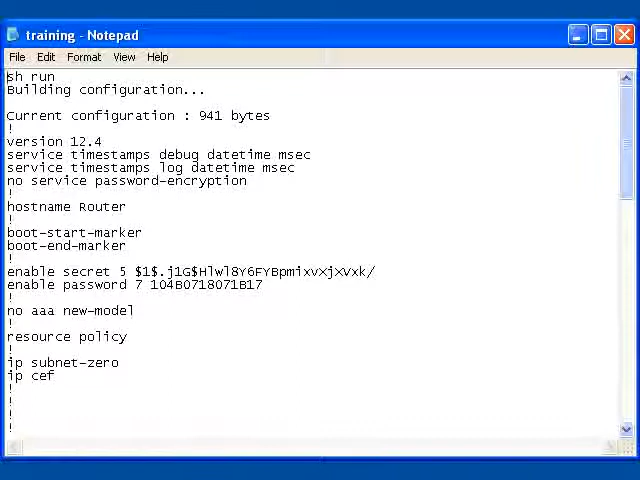 training - Notepad
File Edit Format View Help
sh run
Building configuration...
Current configuration : 941 bytes
!
version 12.4
service timestamps debug datetime msec
service timestamps log datetime msec
no service password-encryption
!
hostname Router
!
boot-start-marker
boot-end-marker
!
enable secret 5 $1$.j1G$Hlwl8Y6FYBpmixvXjXVxk/
enable password 7 104B0718071B17
!
no aaa new-model
!
resource policy
!
ip subnet-zero
ip cef
!
!
!
!